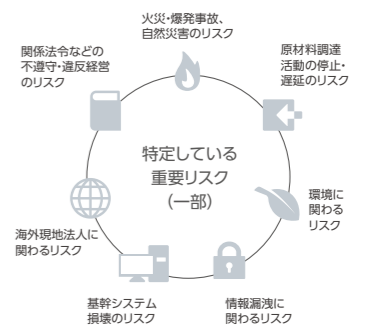 火災・爆発事故、
自然災害のリスク
関係法令などの
不遵守・違反経営
のリスク
原材料調達
活動の停止・
遅延のリスク
特定している
重要リスク
（一部）
環境に
関わる
リスク
海外現地法人に
関わるリスク
基幹システム
損壊のリスク
情報漏洩に
関わるリスク